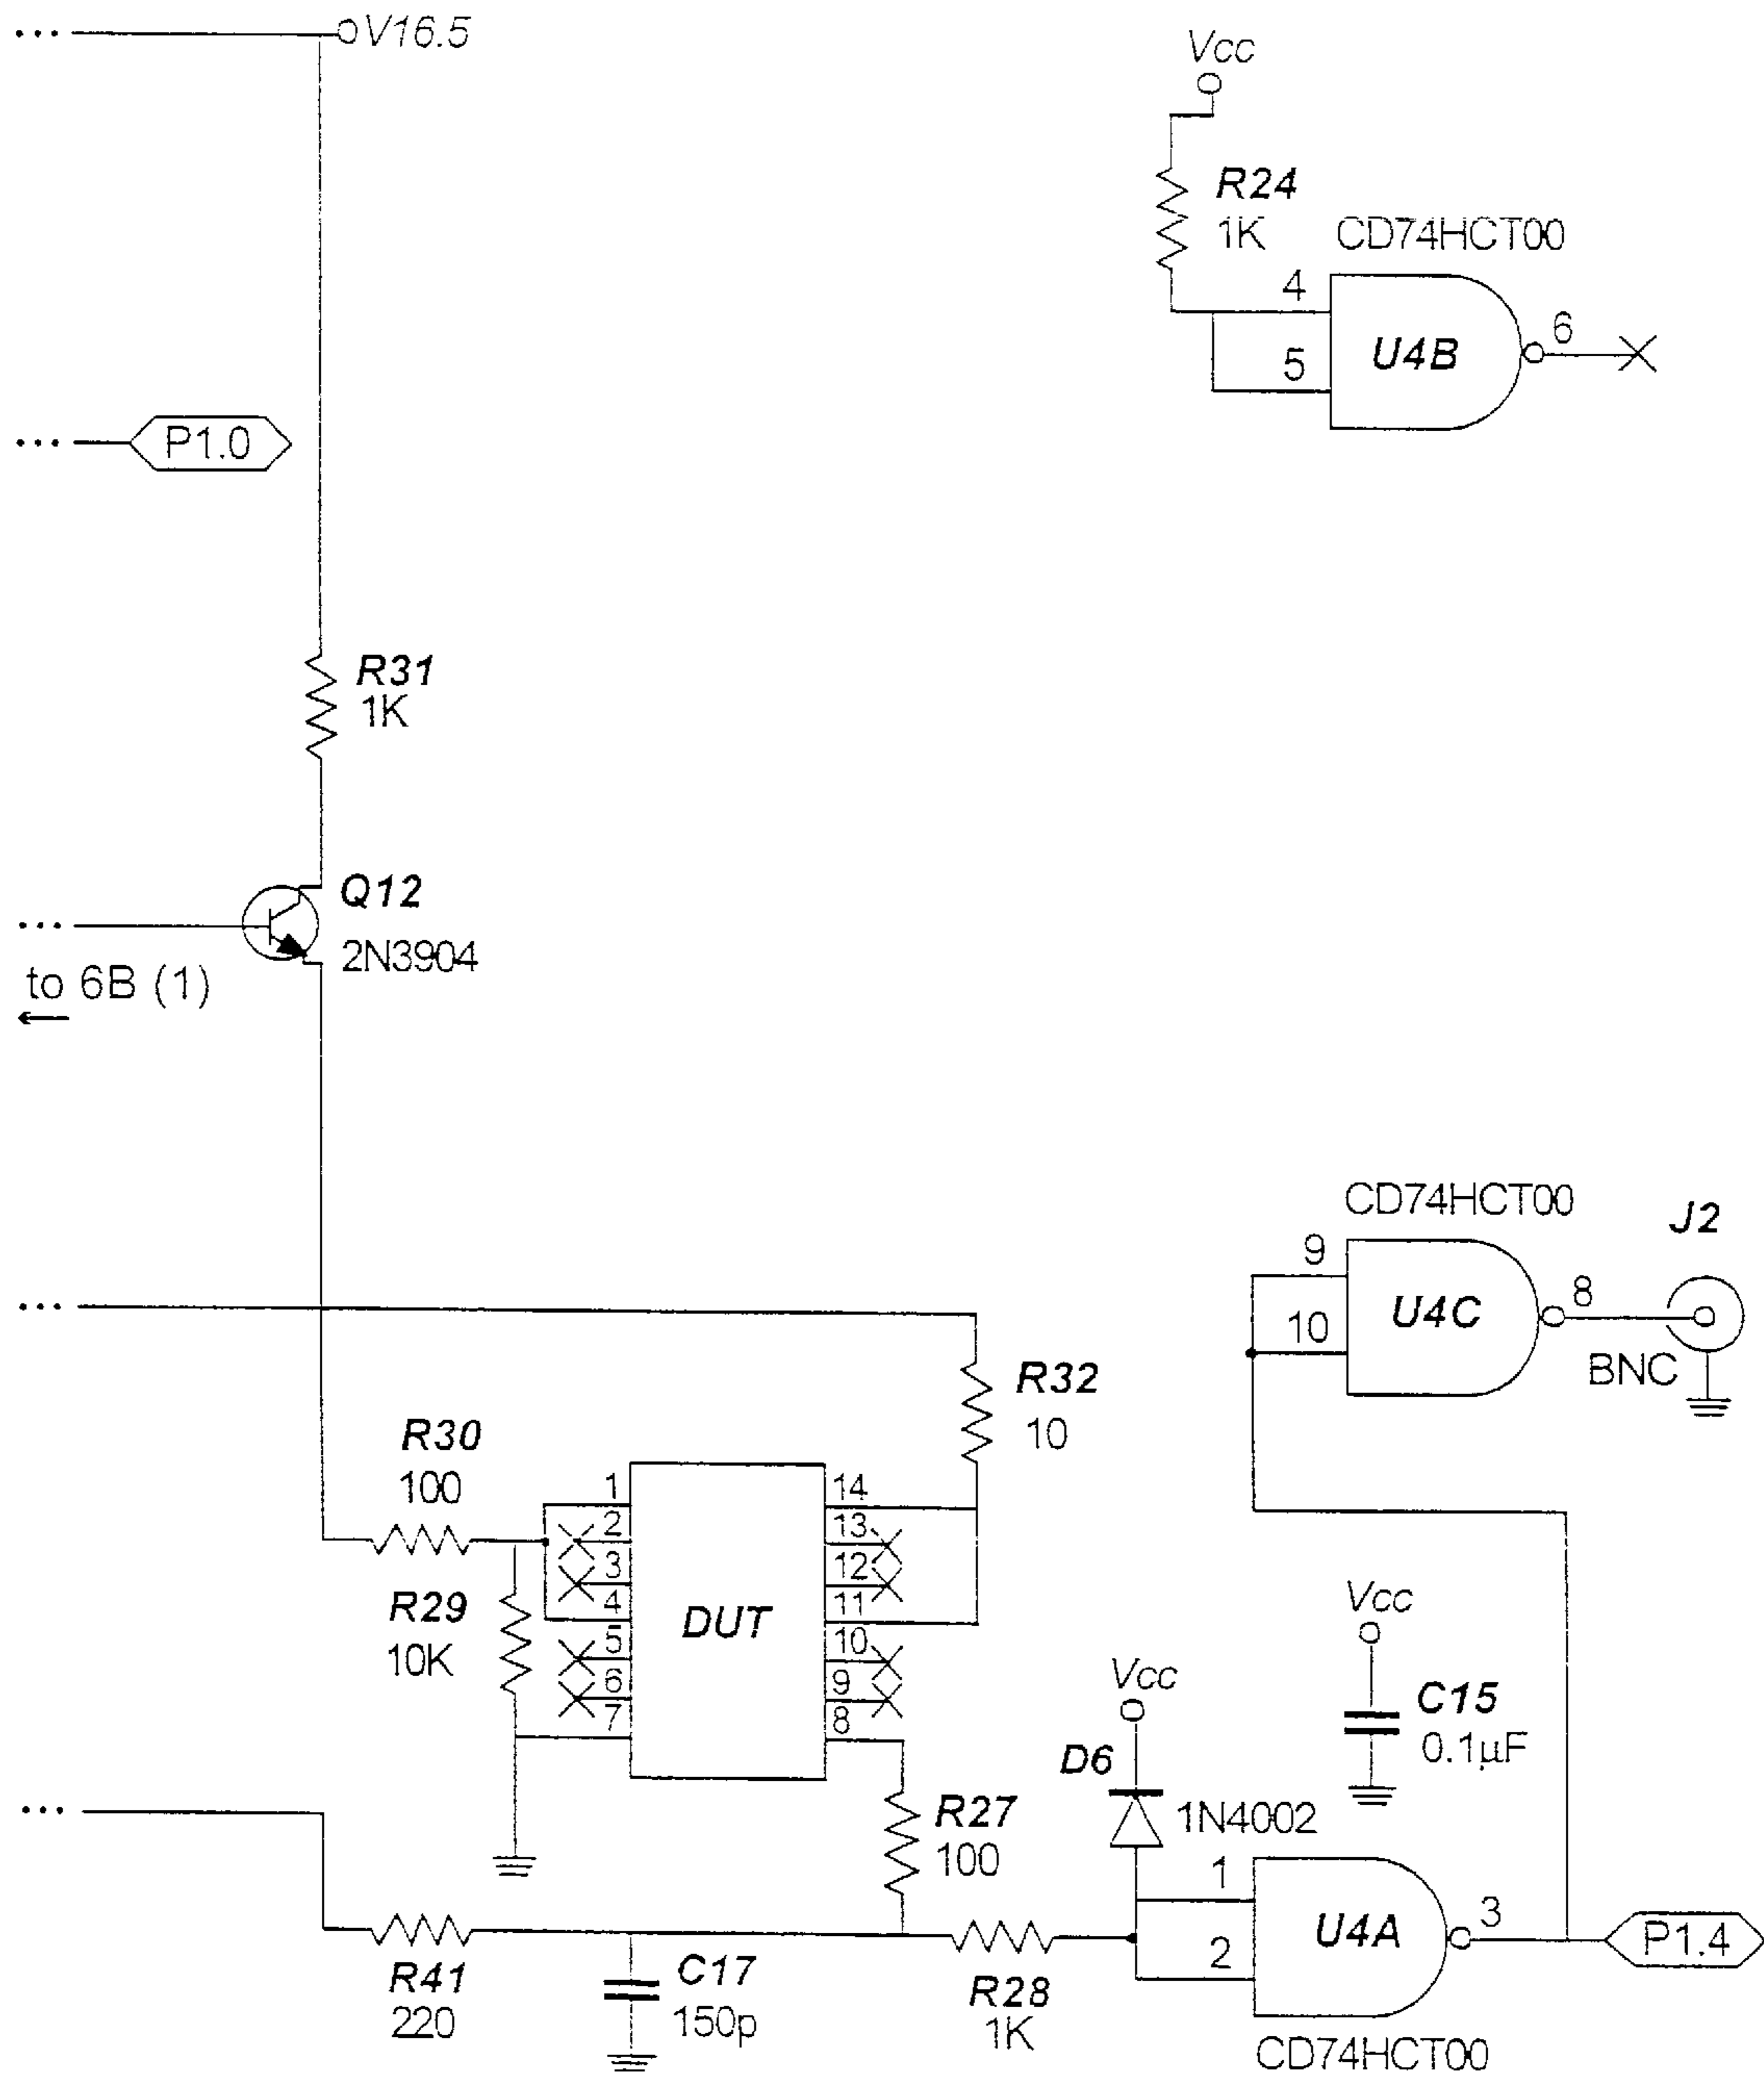 ... V16.5
Vcc
R24
1K
CD74HCT00
4
5
U4B
6
... P1.0
R31
1K
Q12
2N3904
...
to 6B (1)
←
CD74HCT00
J2
9
10
U4C
8
BNC
...
R32
10
R30
100
R29
10K
1
2
3
4
5
6
7
DUT
14
13
12
11
10
9
8
Vcc
C15
0.1µF
Vcc
D6
1N4002
...
R27
100
1
2
U4A
3
P1.4
R41
220
C17
150p
R28
1K
CD74HCT00